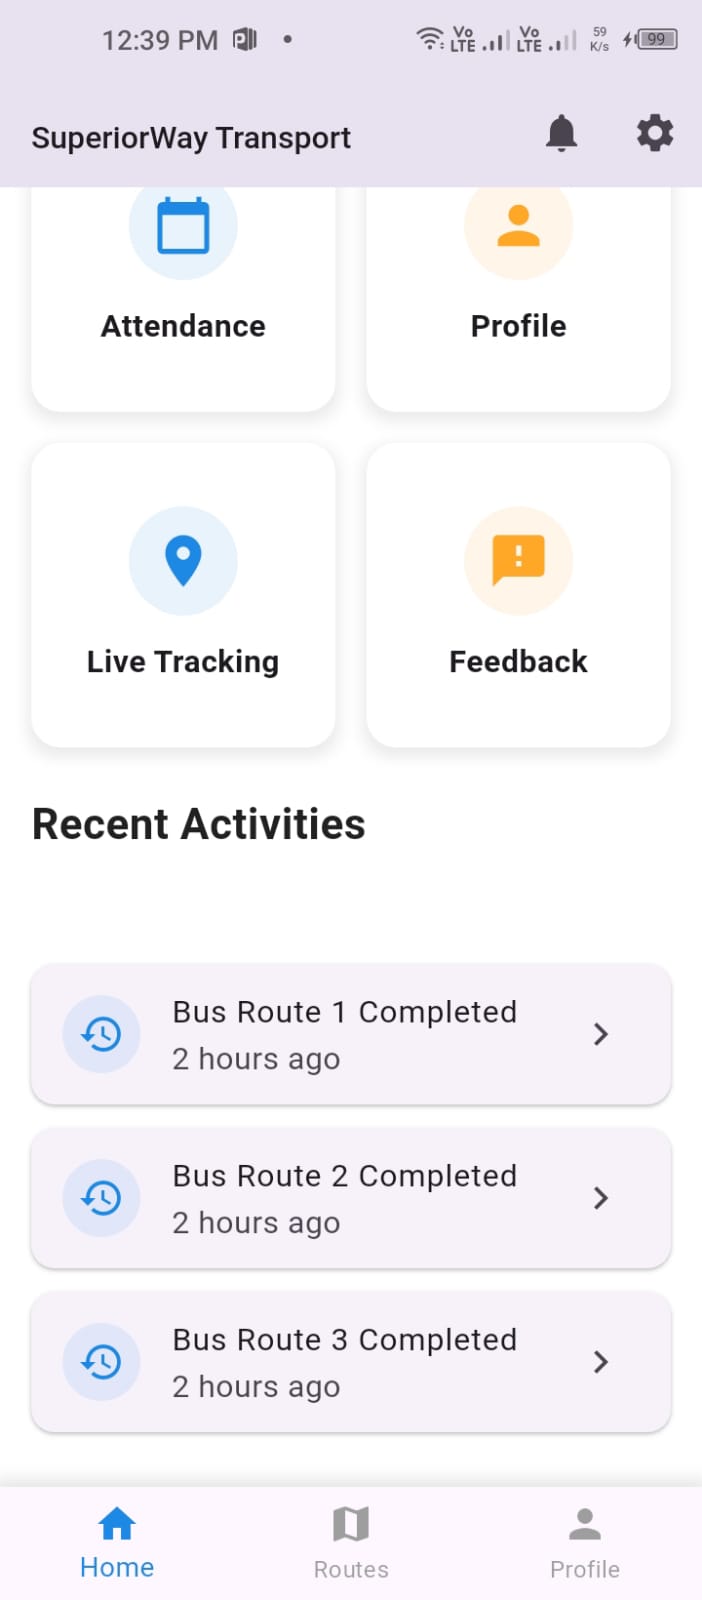 12:39 PM
Vo LTE Vo LTE 59 K/s 99
SuperiorWay Transport
Attendance Profile
Live Tracking Feedback
Recent Activities
Bus Route 1 Completed
2 hours ago
Bus Route 2 Completed
2 hours ago
Bus Route 3 Completed
2 hours ago
Home Routes Profile